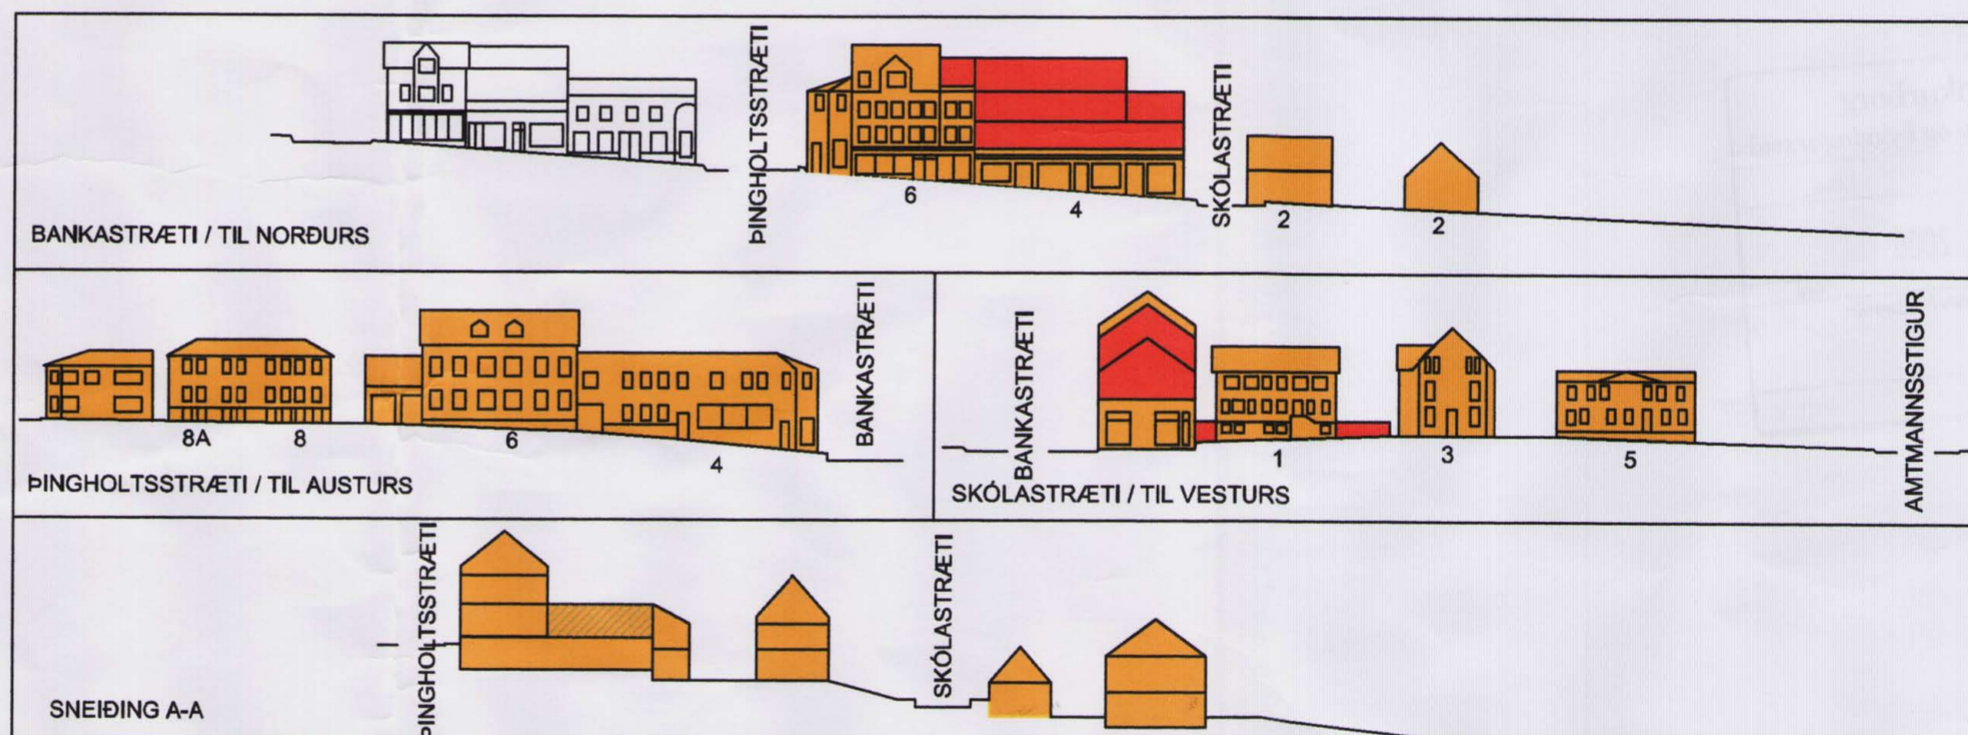 ÞINGHOLTSSTRÆTI
SKÓLASTRÆTI
6
4
2
2
BANKASTRÆTI / TIL NORÐURS
BANKASTRÆTI
8A
8
6
4
ÞINGHOLTSSTRÆTI / TIL AUSTURS
BANKASTRÆTI
AMTMANNSSTIGUR
1
3
5
SKÓLASTRÆTI / TIL VESTURS
ÞINGHOLTSSTRÆTI
SKÓLASTRÆTI
SNEIÐING A-A